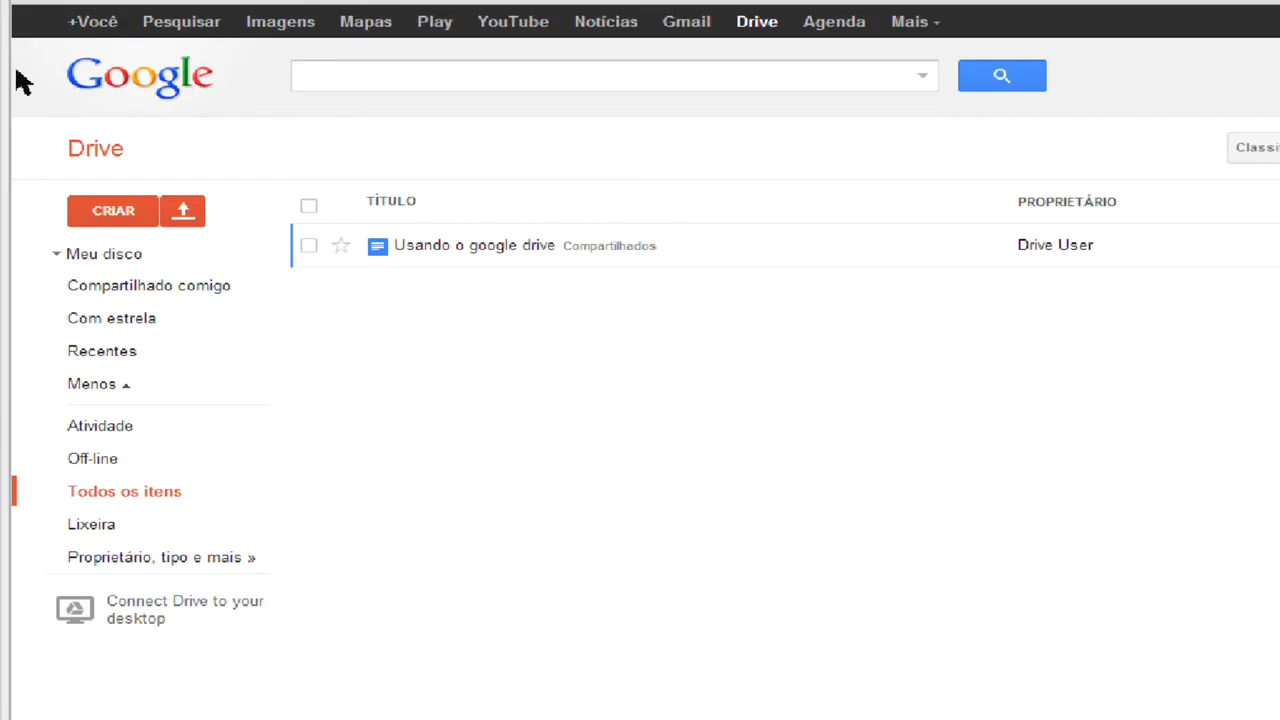 +Você Pesquisar Imagens Mapas Play YouTube Notícias Gmail Drive Agenda Mais
Google
Drive
CRIAR
TÍTULO PROPRIETÁRIO
Usando o google drive Compartilhados Drive User
Meu disco
Compartilhado comigo
Com estrela
Recentes
Menos
Atividade
Off-line
Todos os itens
Lixeira
Proprietário, tipo e mais »
Connect Drive to your
desktop